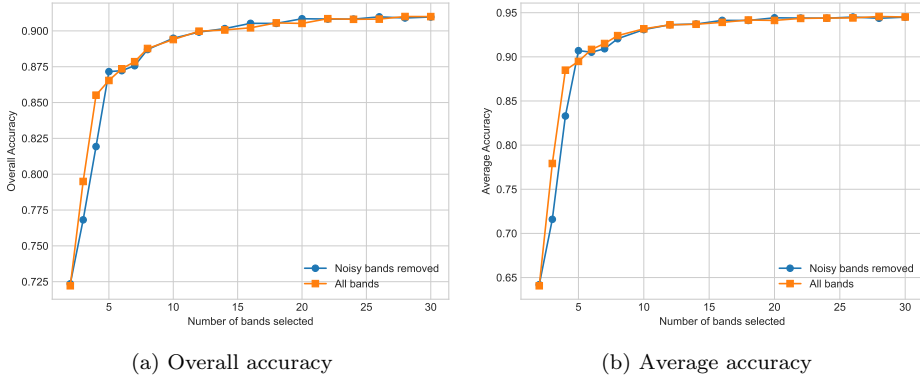 0.900
0.875
0.850
0.825
0.800
0.775
0.750
0.725
Overall Accuracy
5 10 15 20 25 30
Number of bands selected
Noisy bands removed
All bands
(a) Overall accuracy
0.95
0.90
0.85
0.80
0.75
0.70
0.65
Average Accuracy
5 10 15 20 25 30
Number of bands selected
Noisy bands removed
All bands
(b) Average accuracy